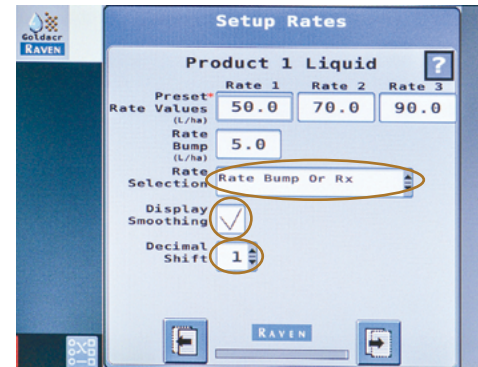 Setup Rates
Goldacr
RAVEN
Product 1 Liquid
?
Rate 1 Rate 2 Rate 3
Preset*
Rate Values 50.0 70.0 90.0
(L/ha)
Rate
Bump 5.0
(L/ha)
Rate
Selection Rate Bump Or Rx
Display
Smoothing
Decimal
Shift 1
RAVEN